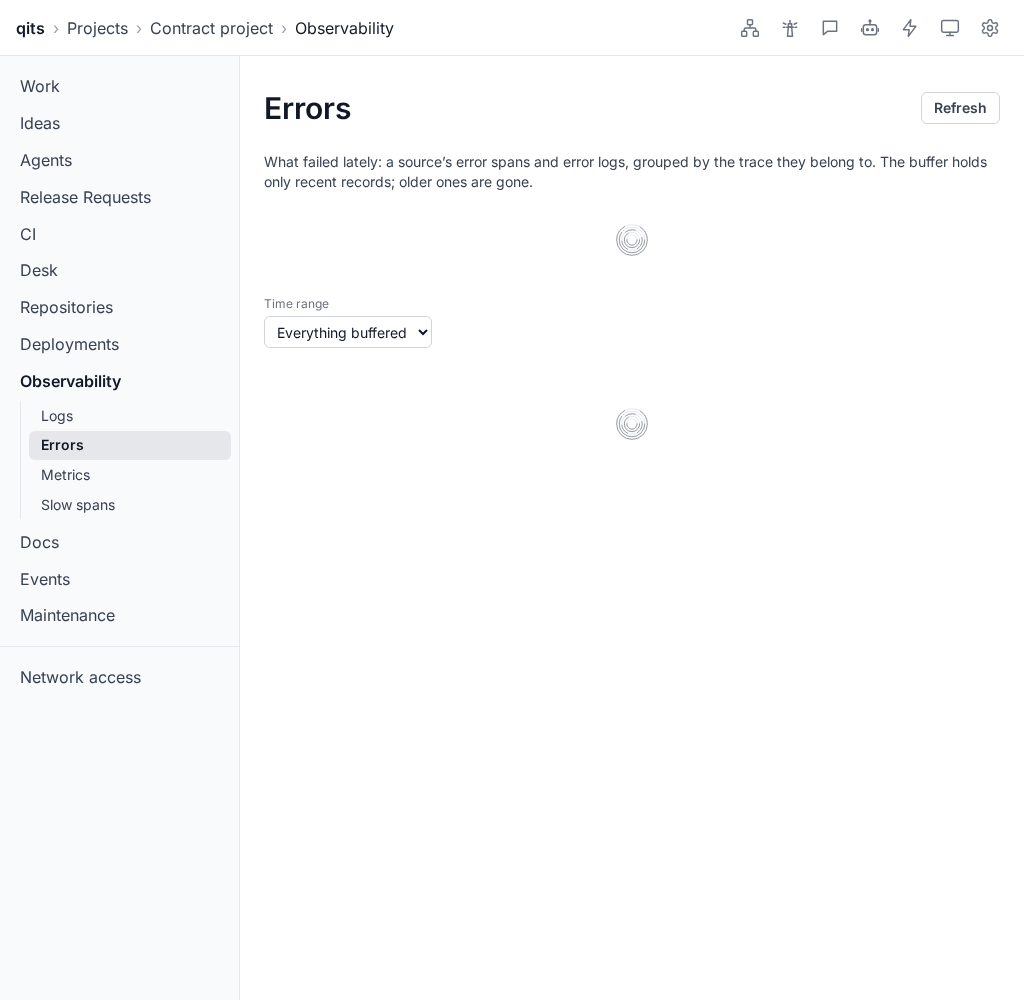 qits › Projects › Contract project › Observability
Work
Ideas
Agents
Release Requests
CI
Desk
Repositories
Deployments
Observability
Logs
Errors
Metrics
Slow spans
Docs
Events
Maintenance
Network access
Errors
Refresh
What failed lately: a source’s error spans and error logs, grouped by the trace they belong to. The buffer holds
only recent records; older ones are gone.
Time range
Everything buffered